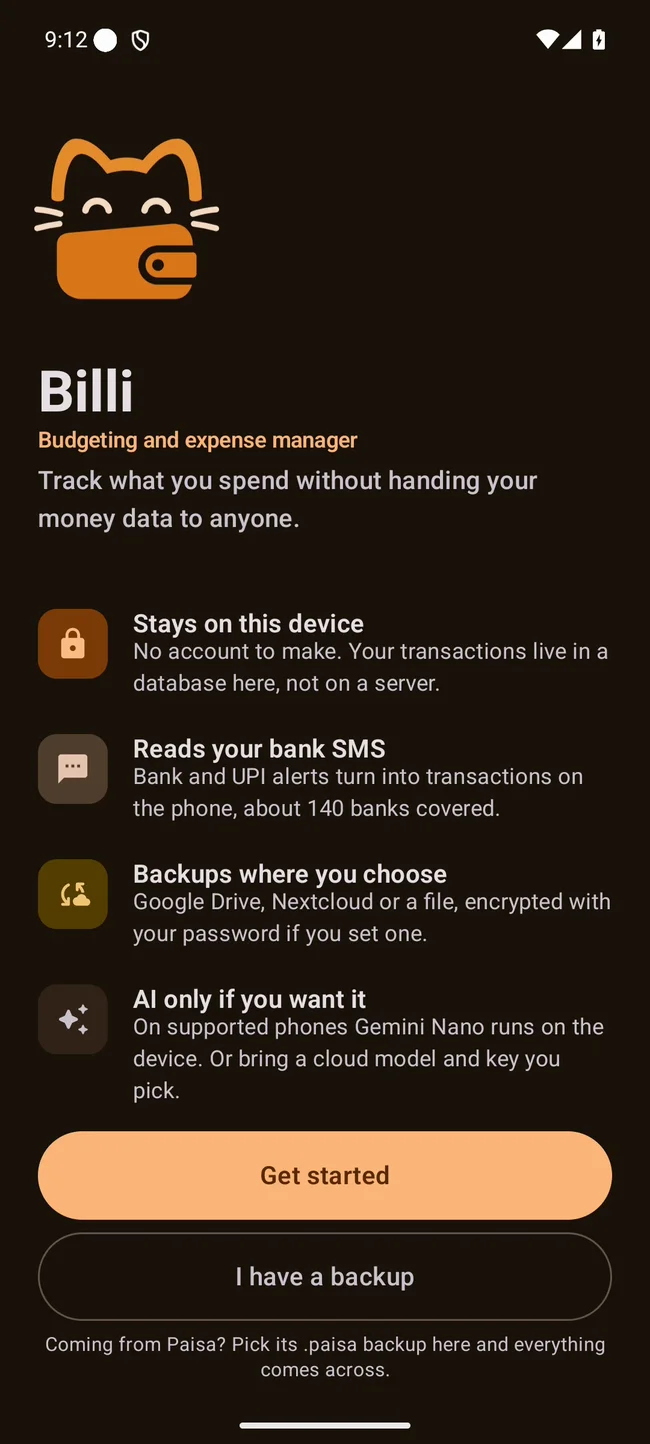 9:12
Billi
Budgeting and expense manager
Track what you spend without handing your
money data to anyone.
Stays on this device
No account to make. Your transactions live in a
database here, not on a server.
Reads your bank SMS
Bank and UPI alerts turn into transactions on
the phone, about 140 banks covered.
Backups where you choose
Google Drive, Nextcloud or a file, encrypted with
your password if you set one.
AI only if you want it
On supported phones Gemini Nano runs on the
device. Or bring a cloud model and key you
pick.
Get started
I have a backup
Coming from Paisa? Pick its .paisa backup here and everything
comes across.